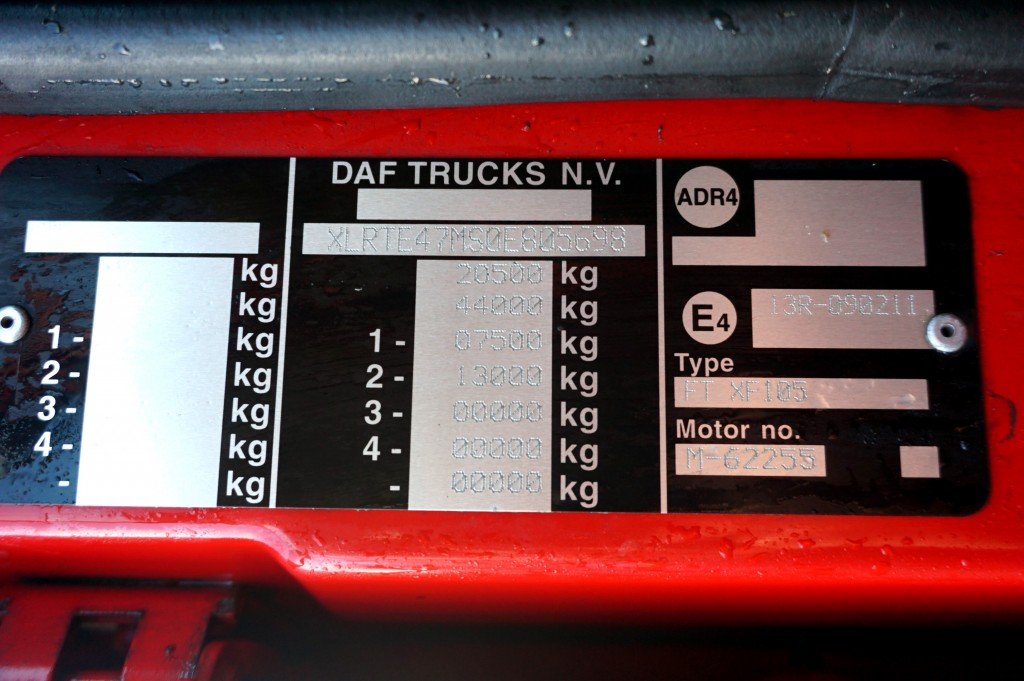 kg
kg
1 - kg
2 - kg
3 - kg
4 - kg
- kg
DAF TRUCKS N.V.
XLRTE47MS0E805698
20500 kg
44000 kg
1 - 07500 kg
2 - 13000 kg
3 - 00000 kg
4 - 00000 kg
- 00000 kg
ADR4
E4 13R-090211.
Type
FT XF105
Motor no.
M-62255